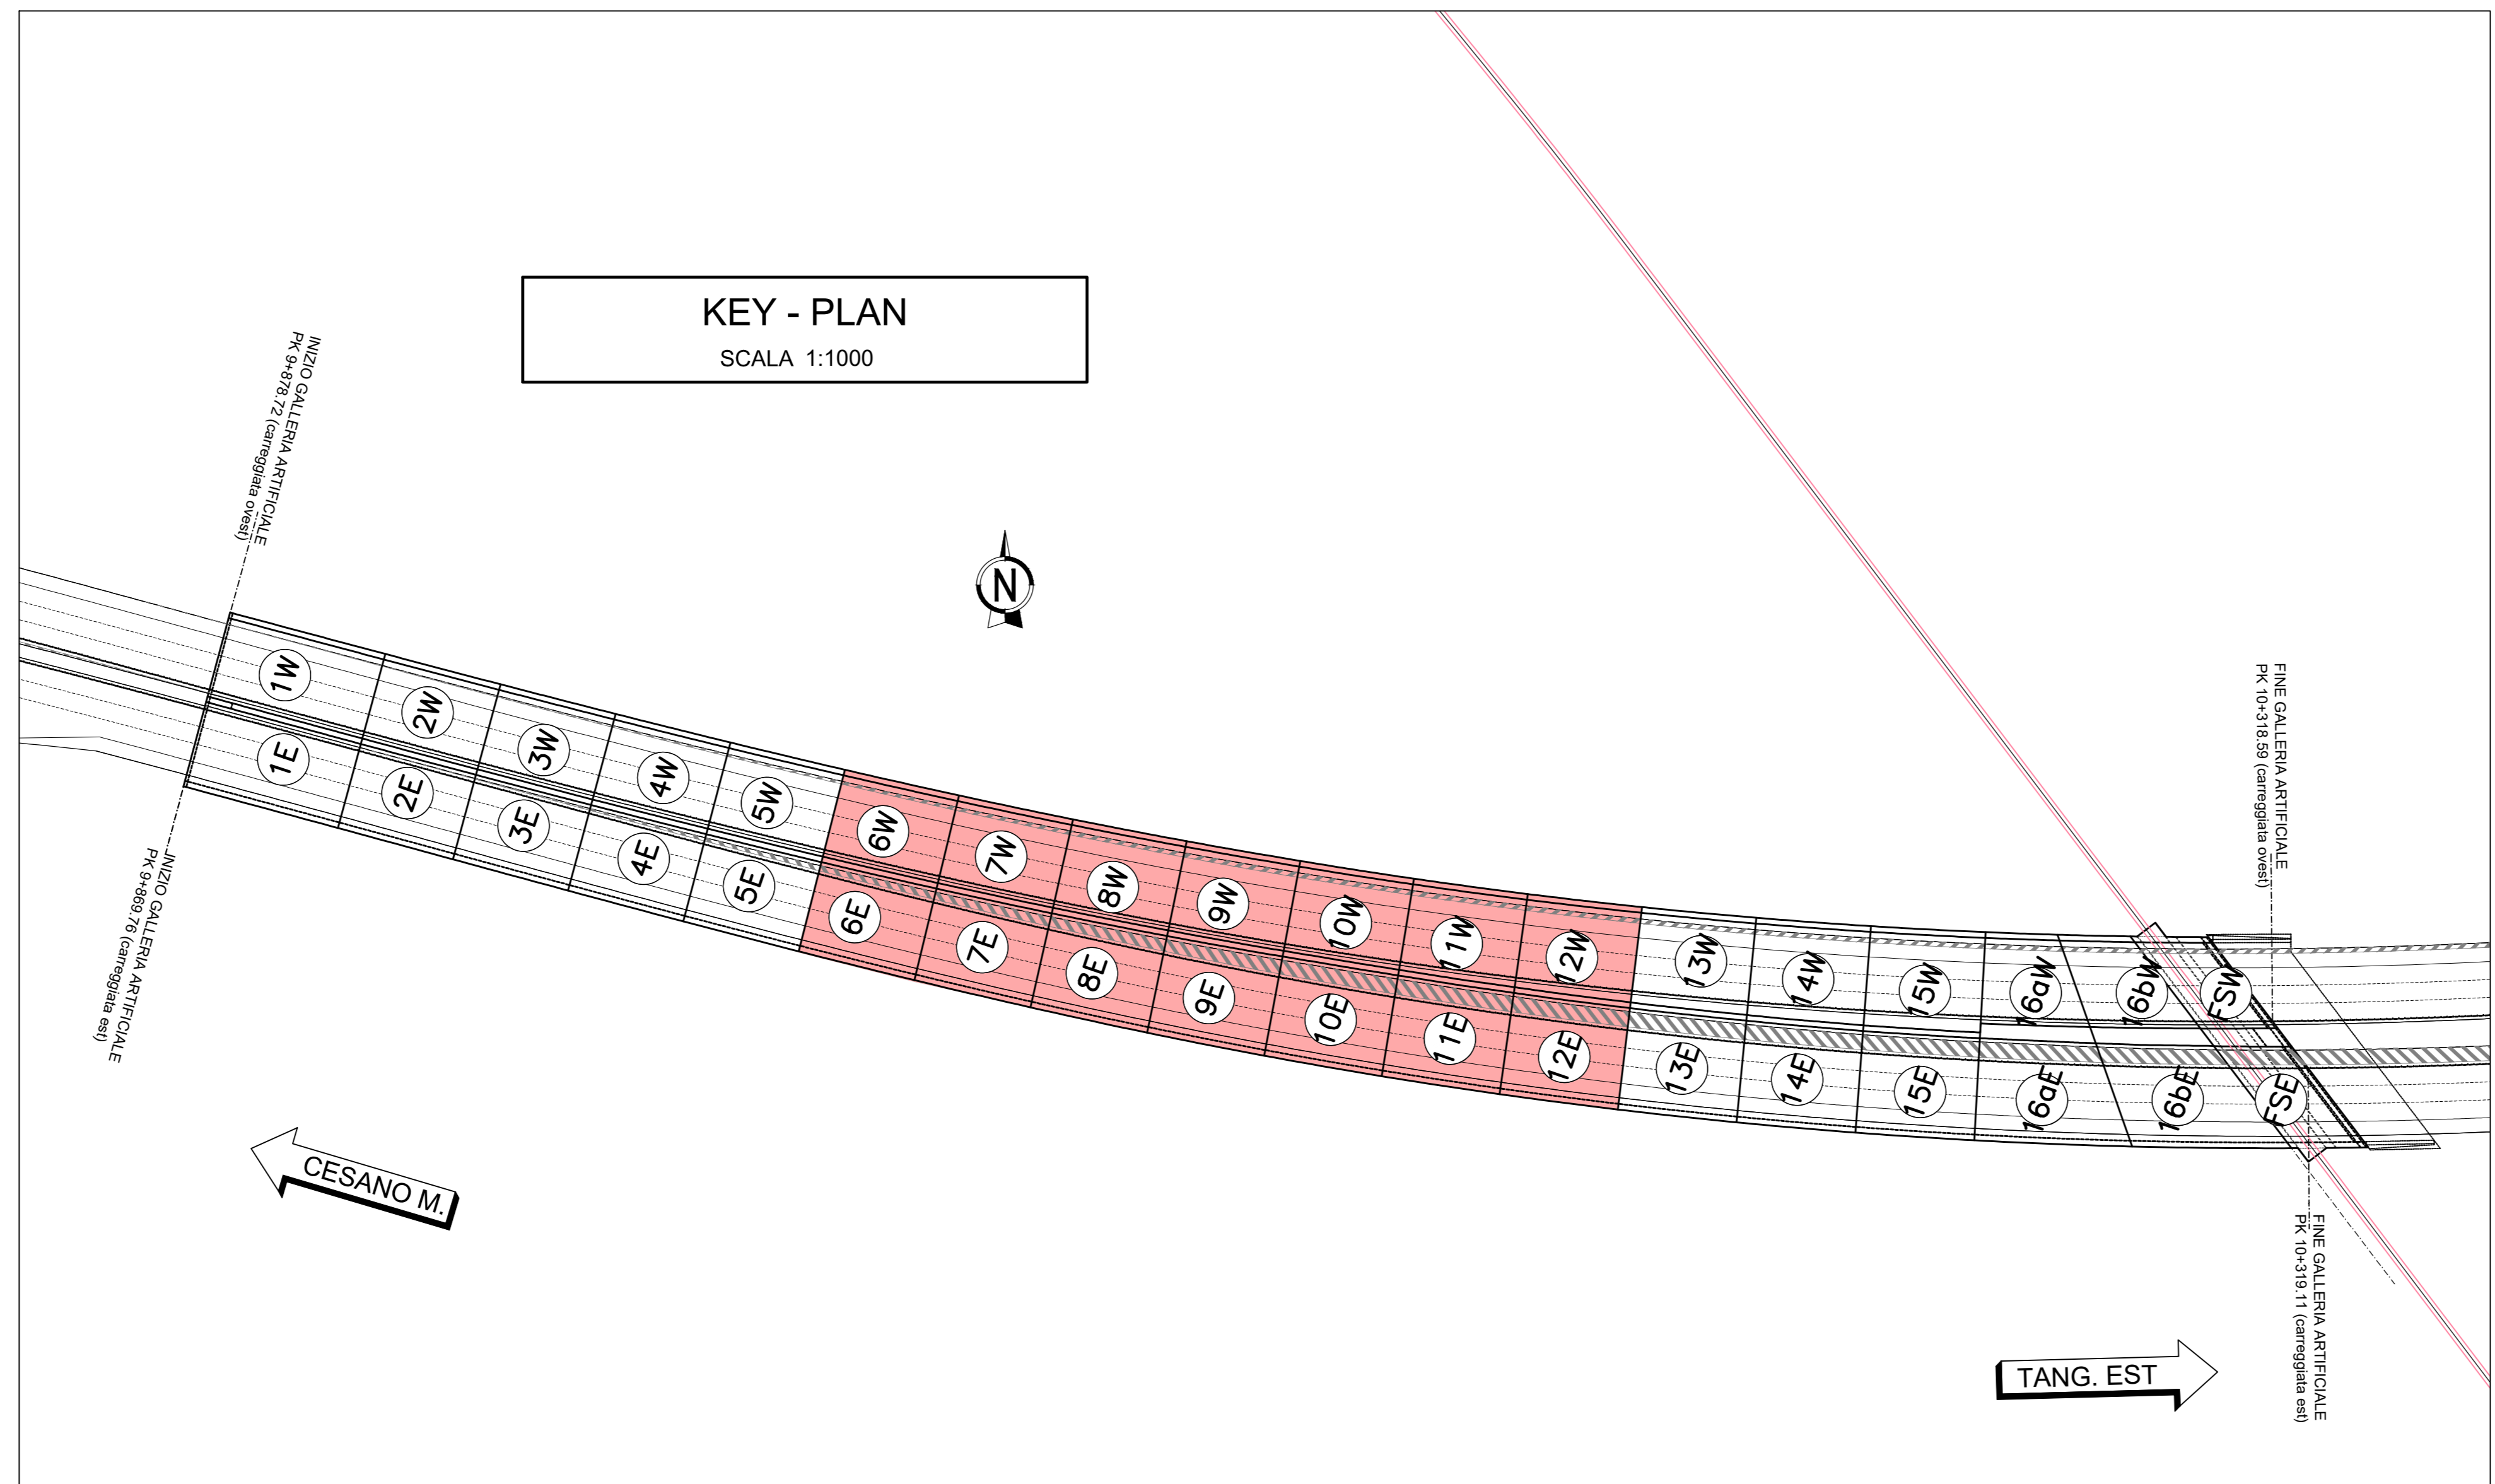 KEY - PLAN
SCALA 1:1000
INIZIO GALLERIA ARTIFICIALE
PK 9+878.72 (carreggiata ovest)
N
FINE GALLERIA ARTIFICIALE
PK 10+318.59 (carreggiata ovest)
1W
2W
3W
4W
5W
6W
7W
8W
9W
10W
11W
12W
13W
14W
15W
16aW
16bW
FSW
1E
2E
3E
4E
5E
6E
7E
8E
9E
10E
11E
12E
13E
14E
15E
16aE
16bE
FSE
INIZIO GALLERIA ARTIFICIALE
PK 9+869.76 (carreggiata est)
CESANO M.
TANG. EST
FINE GALLERIA ARTIFICIALE
PK 10+319.11 (carreggiata est)